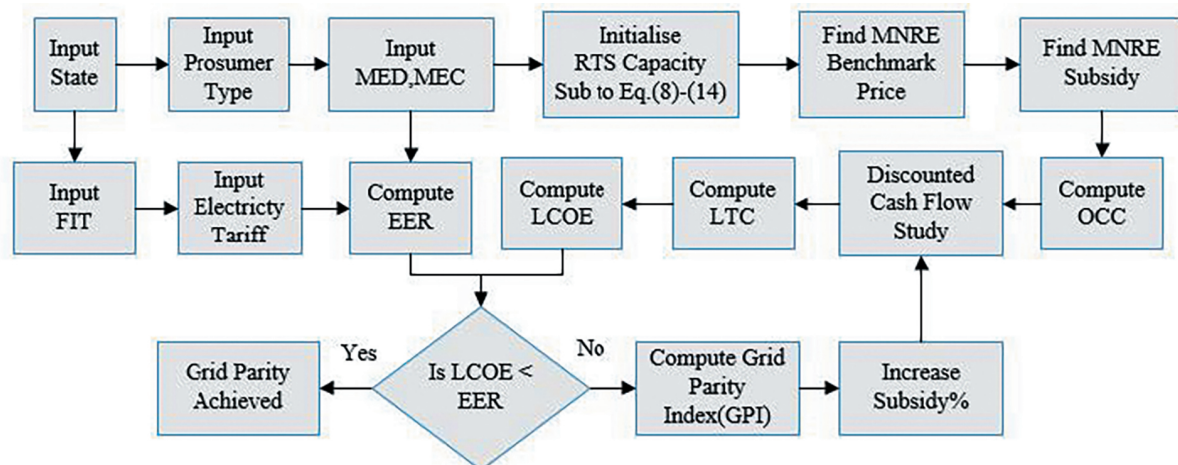 Input
State
Input
Prosumer
Type
Input
MED,MEC
Initialise
RTS Capacity
Sub to Eq.(8)-(14)
Find MNRE
Benchmark
Price
Find MNRE
Subsidy
Input
FIT
Input
Electricty
Tariff
Compute
EER
Compute
LCOE
Compute
LTC
Discounted
Cash Flow
Study
Compute
OCC
Grid Parity
Achieved
Yes
Is LCOE <
EER
No
Compute Grid
Parity
Index(GPI)
Increase
Subsidy%